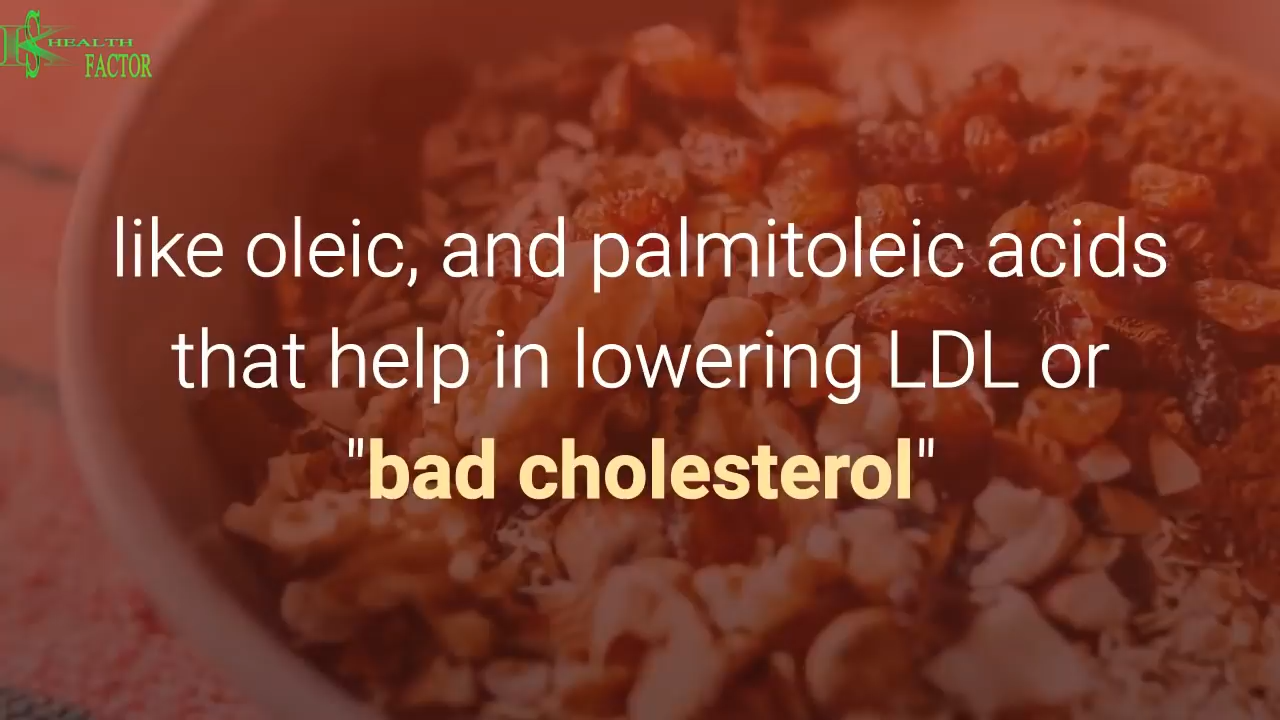 HEALTH
FACTOR
like oleic, and palmitoleic acids
that help in lowering LDL or
"bad cholesterol"